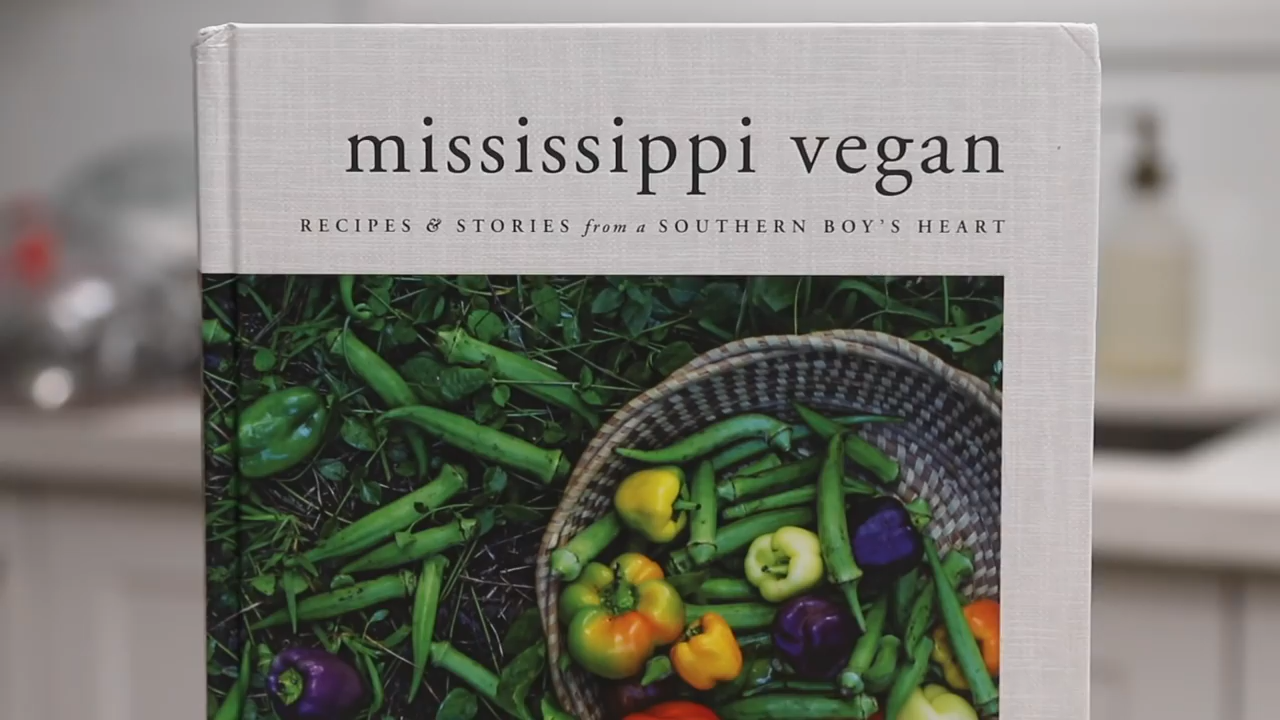 mississippi vegan
RECIPES & STORIES from a SOUTHERN BOY'S HEART